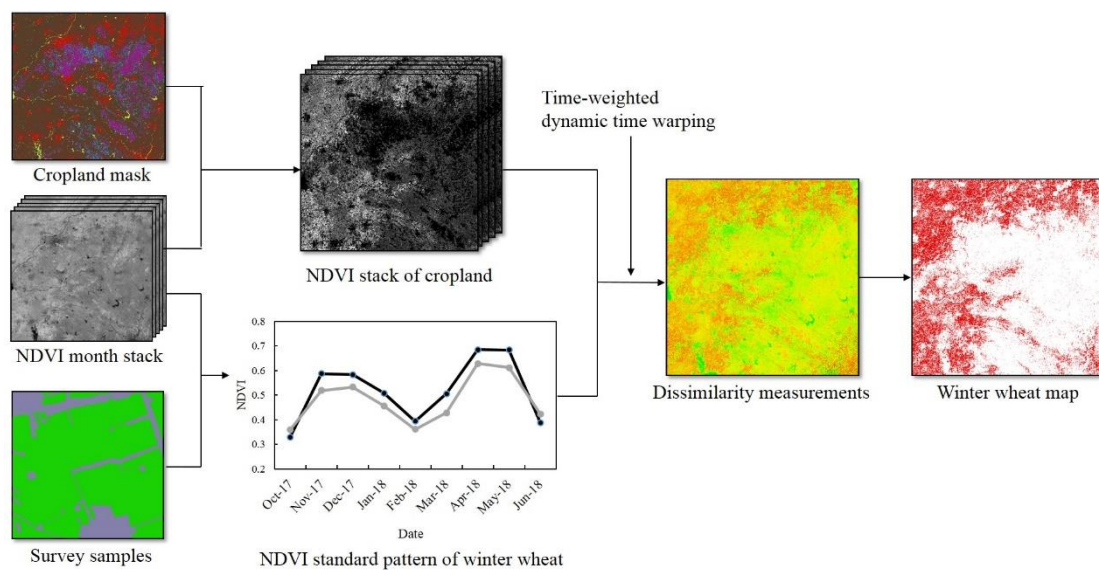 Cropland mask
NDVI month stack
Survey samples
NDVI stack of cropland
NDVI
0.8
0.7
0.6
0.5
0.4
0.3
0.2
Oct-17
Nov-17
Dec-17
Jan-18
Feb-18
Mar-18
Apr-18
May-18
Jun-18
Date
NDVI standard pattern of winter wheat
Time-weighted
dynamic time warping
Dissimilarity measurements
Winter wheat map